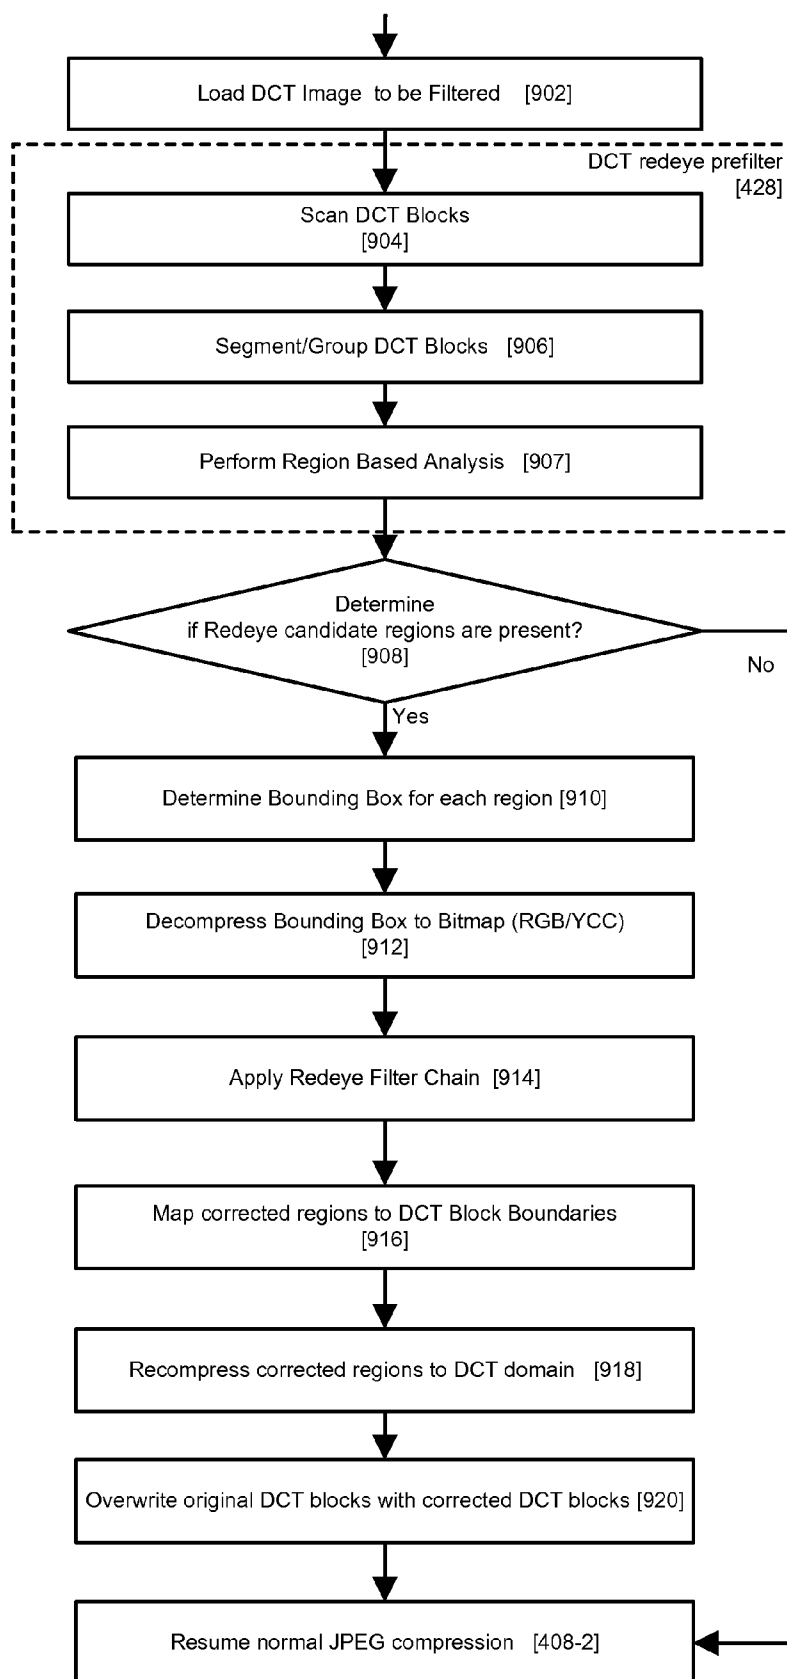 Load DCT Image to be Filtered [902]
DCT redeye prefilter
[428]
Scan DCT Blocks
[904]
Segment/Group DCT Blocks [906]
Perform Region Based Analysis [907]
Determine
if Redeye candidate regions are present?
[908]
No
Yes
Determine Bounding Box for each region [910]
Decompress Bounding Box to Bitmap (RGB/YCC)
[912]
Apply Redeye Filter Chain [914]
Map corrected regions to DCT Block Boundaries
[916]
Recompress corrected regions to DCT domain [918]
Overwrite original DCT blocks with corrected DCT blocks [920]
Resume normal JPEG compression [408-2]